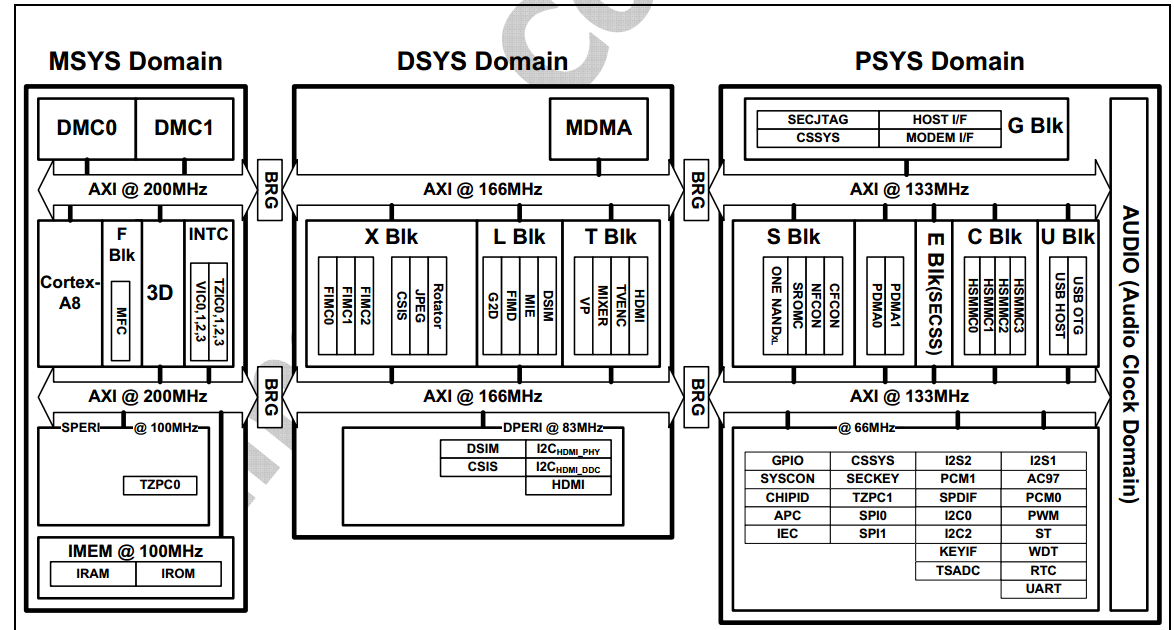 MSYS Domain
DSYS Domain
PSYS Domain
DMC0
DMC1
MDMA
SECJTAG
HOST I/F
CSSYS
MODEM I/F
G Blk
AXI @ 200MHz
BRG
AXI @ 166MHz
BRG
AXI @ 133MHz
Cortex-
A8
F
Blk
MFC
3D
INTC
VIC0,1,2,3
TZIC0,1,2,3
X Blk
FIMC0
FIMC1
FIMC2
CSIS
JPEG
Rotator
L Blk
G2D
FIMD
MIE
DSIM
T Blk
VP
MIXER
TVENC
HDMI
S Blk
ONE NANDXL
SROMC
NFCON
CFCON
PDMA0
PDMA1
E Blk(SECSS)
C Blk
HSMMC0
HSMMC1
HSMMC2
HSMMC3
U Blk
USB HOST
USB OTG
AUDIO (Audio Clock Domain)
AXI @ 200MHz
BRG
AXI @ 166MHz
BRG
AXI @ 133MHz
SPERI @ 100MHz
TZPC0
IMEM @ 100MHz
IRAM
IROM
DPERI @ 83MHz
DSIM
I2CHDMI_PHY
CSIS
I2CHDMI_DDC
HDMI
@ 66MHz
GPIO
CSSYS
I2S2
I2S1
SYSCON
SECKEY
PCM1
AC97
CHIPID
TZPC1
SPDIF
PCM0
APC
SPI0
I2C0
PWM
IEC
SPI1
I2C2
ST
KEYIF
WDT
TSADC
RTC
UART